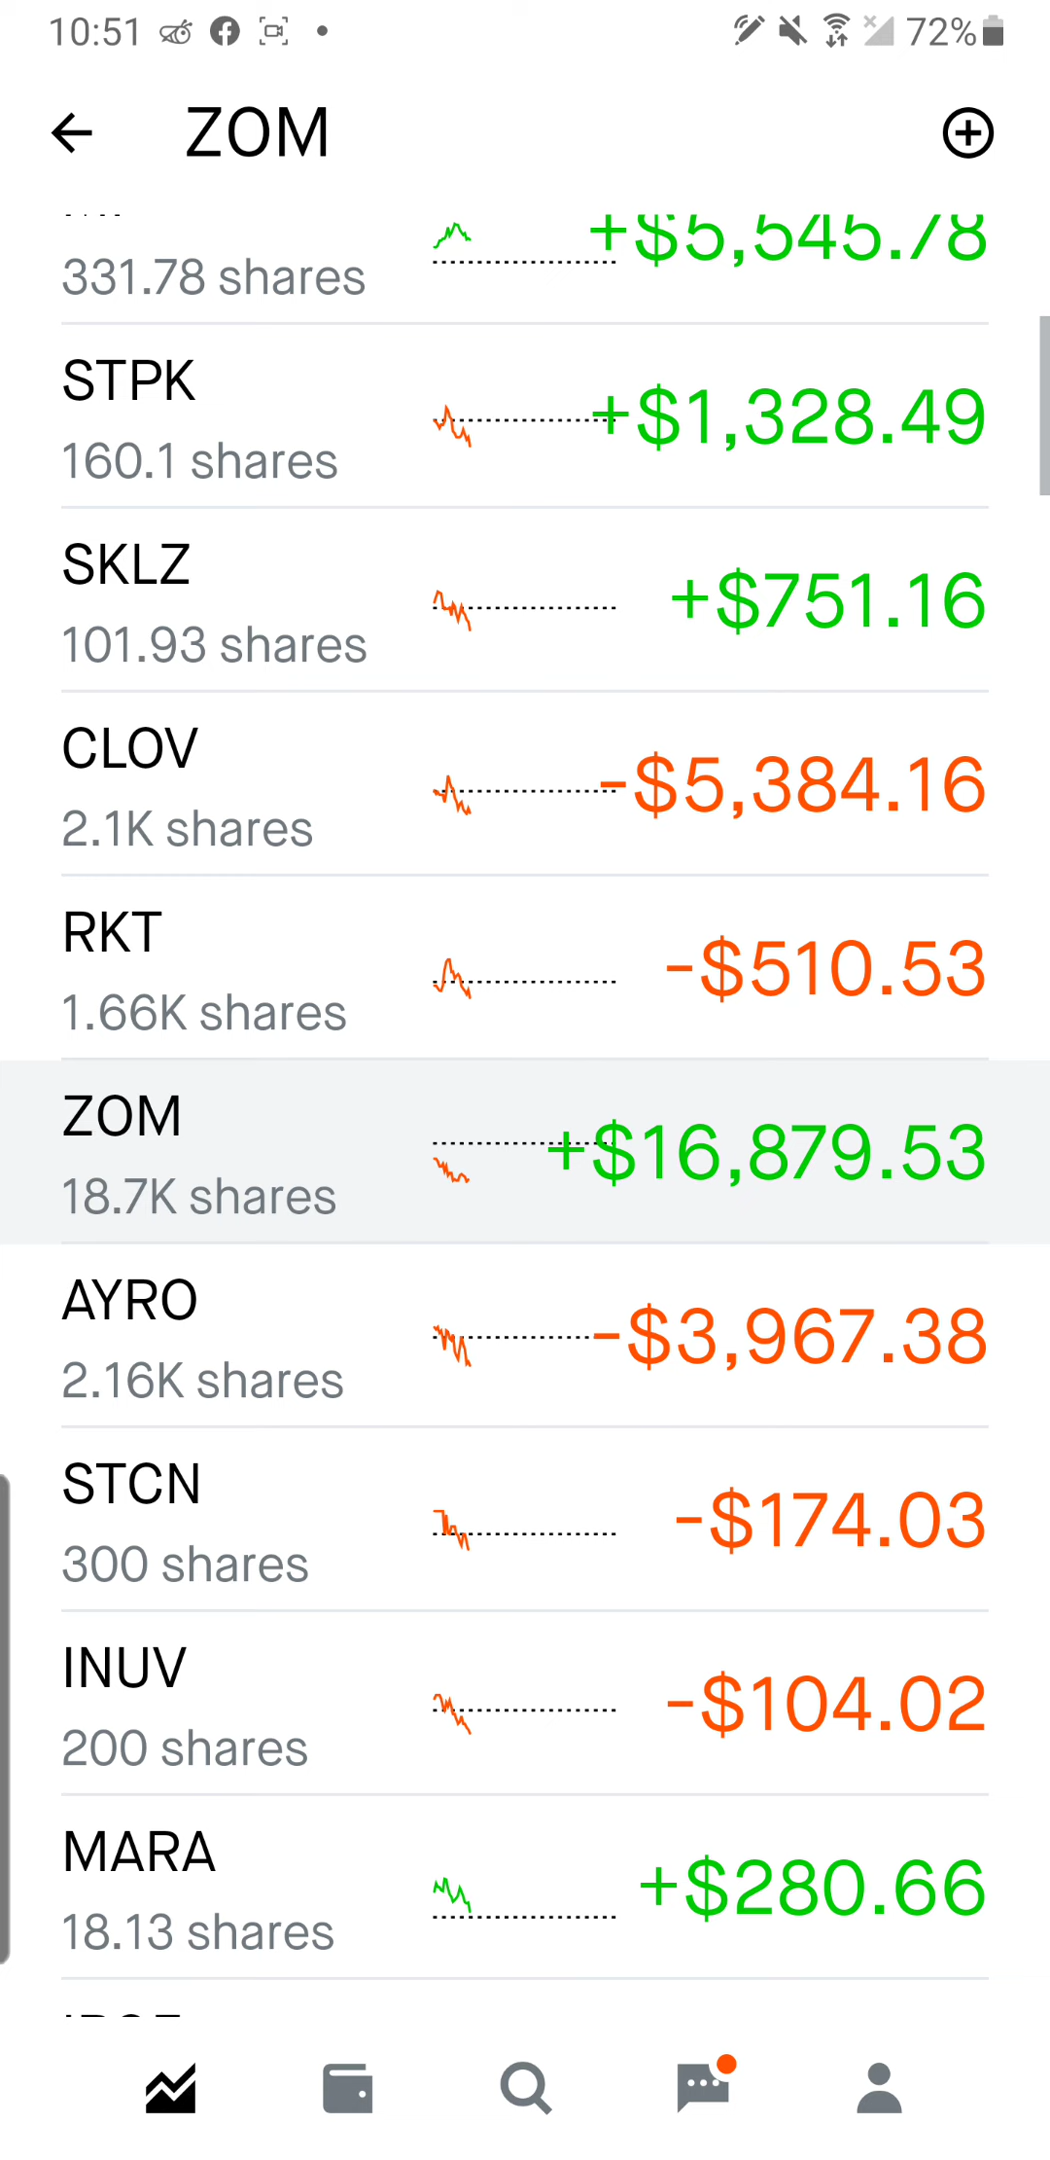 10:51
72%
ZOM
+$5,545.78
331.78 shares
STPK
+$1,328.49
160.1 shares
SKLZ
+$751.16
101.93 shares
CLOV
-$5,384.16
2.1K shares
RKT
-$510.53
1.66K shares
ZOM
+$16,879.53
18.7K shares
AYRO
-$3,967.38
2.16K shares
STCN
-$174.03
300 shares
INUV
-$104.02
200 shares
MARA
+$280.66
18.13 shares